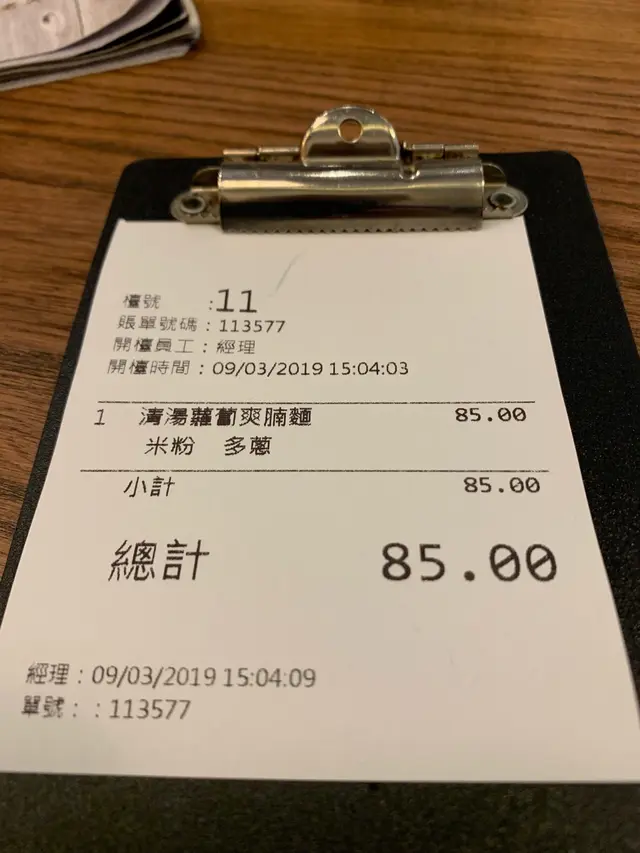 檯號 :11
賬單號碼：113577
開檯員工：經理
開檯時間：09/03/2019 15:04:03
1 清湯蘿蔔爽腩麵 85.00
米粉 多蔥
小計 85.00
總計 85.00
經理：09/03/2019 15:04:09
單號：：113577